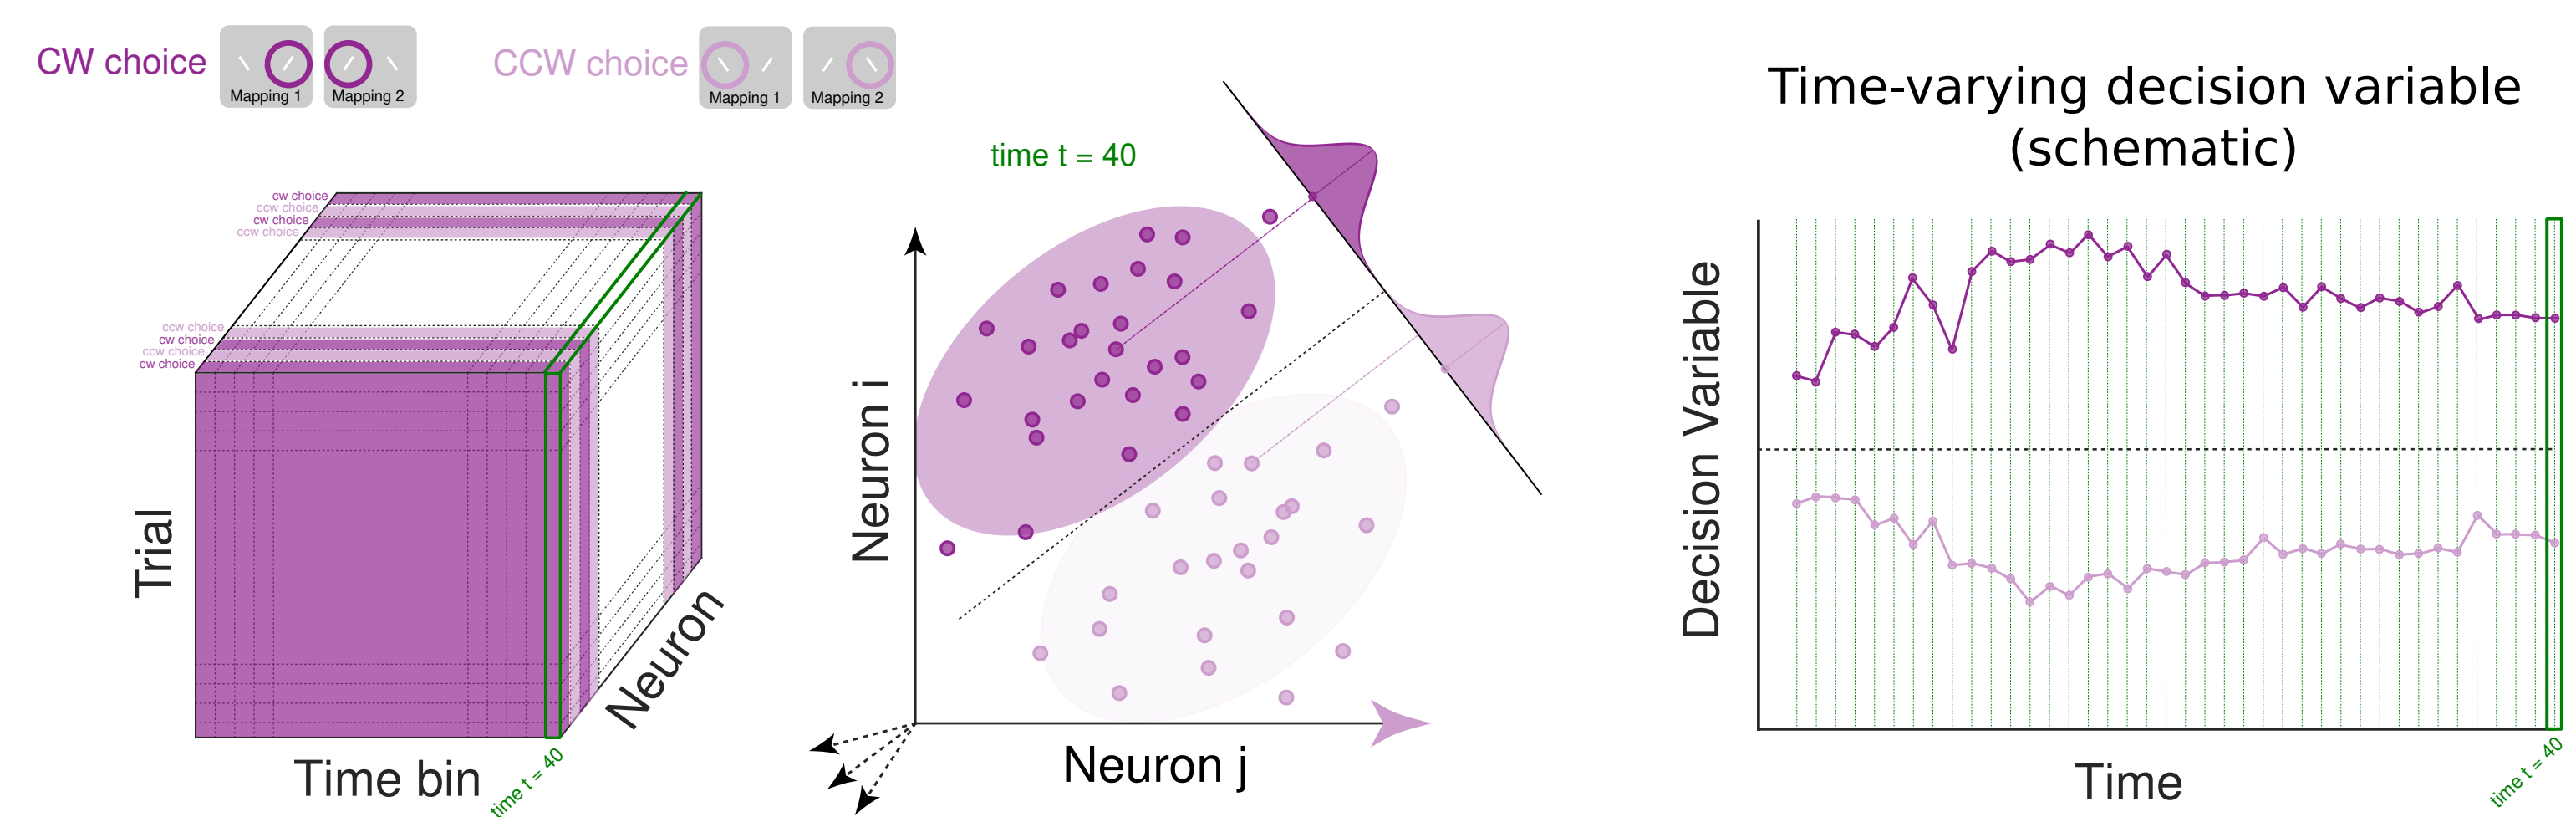 CW choice
Mapping 1
Mapping 2
CCW choice
Mapping 1
Mapping 2
cw choice
ccw choice
cw choice
ccw choice
ccw choice
cw choice
ccw choice
cw choice
Trial
Time bin
time t = 40
Neuron
time t = 40
Neuron i
Neuron j
Time-varying decision variable
(schematic)
Decision Variable
Time
time t = 40